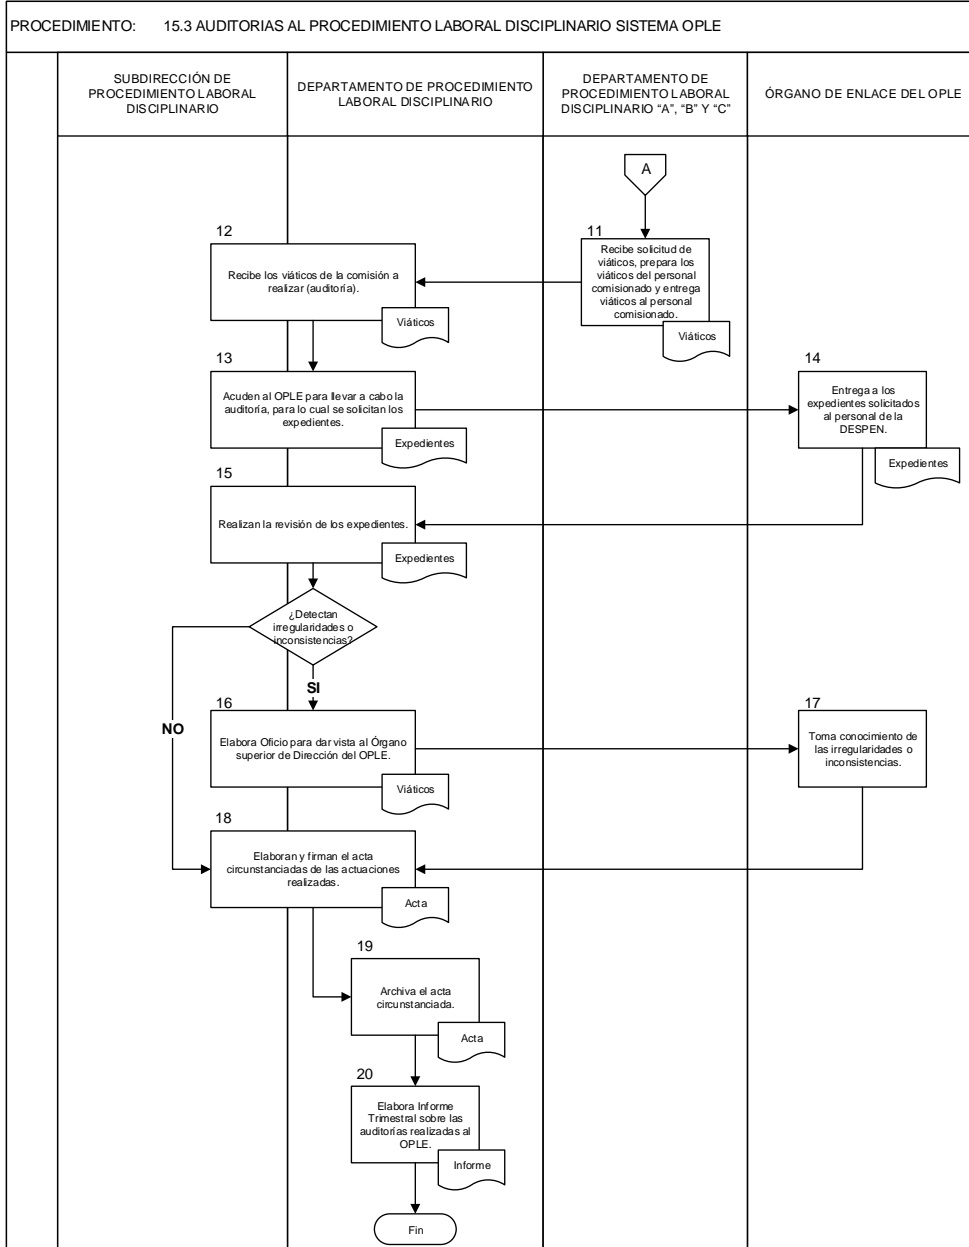 PROCEDIMIENTO: 15.3 AUDITORIAS AL PROCEDIMIENTO LABORAL DISCIPLINARIO SISTEMA OPLE
SUBDIRECCIÓN DE
PROCEDIMIENTO LABORAL
DISCIPLINARIO
DEPARTAMENTO DE PROCEDIMIENTO
LABORAL DISCIPLINARIO
DEPARTAMENTO DE
PROCEDIMIENTO LABORAL
DISCIPLINARIO “A”, “B” Y “C”
ÓRGANO DE ENLACE DEL OPLE
A
11
Recibe solicitud de
viáticos, prepara los
viáticos del personal
comisionado y entrega
viáticos al personal
comisionado.
Viáticos
12
Recibe los viáticos de la comisión a
realizar (auditoría).
Viáticos
13
Acuden al OPLE para llevar a cabo la
auditoría, para lo cual se solicitan los
expedientes.
Expedientes
14
Entrega a los
expedientes solicitados
al personal de la
DESPEN.
Expedientes
15
Realizan la revisión de los expedientes.
Expedientes
¿Detectan
irregularidades o
inconsistencias?
SI
NO
16
Elabora Oficio para dar vista al Órgano
superior de Dirección del OPLE.
Viáticos
17
Toma conocimiento de
las irregularidades o
inconsistencias.
18
Elaboran y firman el acta
circunstanciadas de las actuaciones
realizadas.
Acta
19
Archiva el acta
circunstanciada.
Acta
20
Elabora Informe
Trimestral sobre las
auditorías realizadas al
OPLE.
Informe
Fin